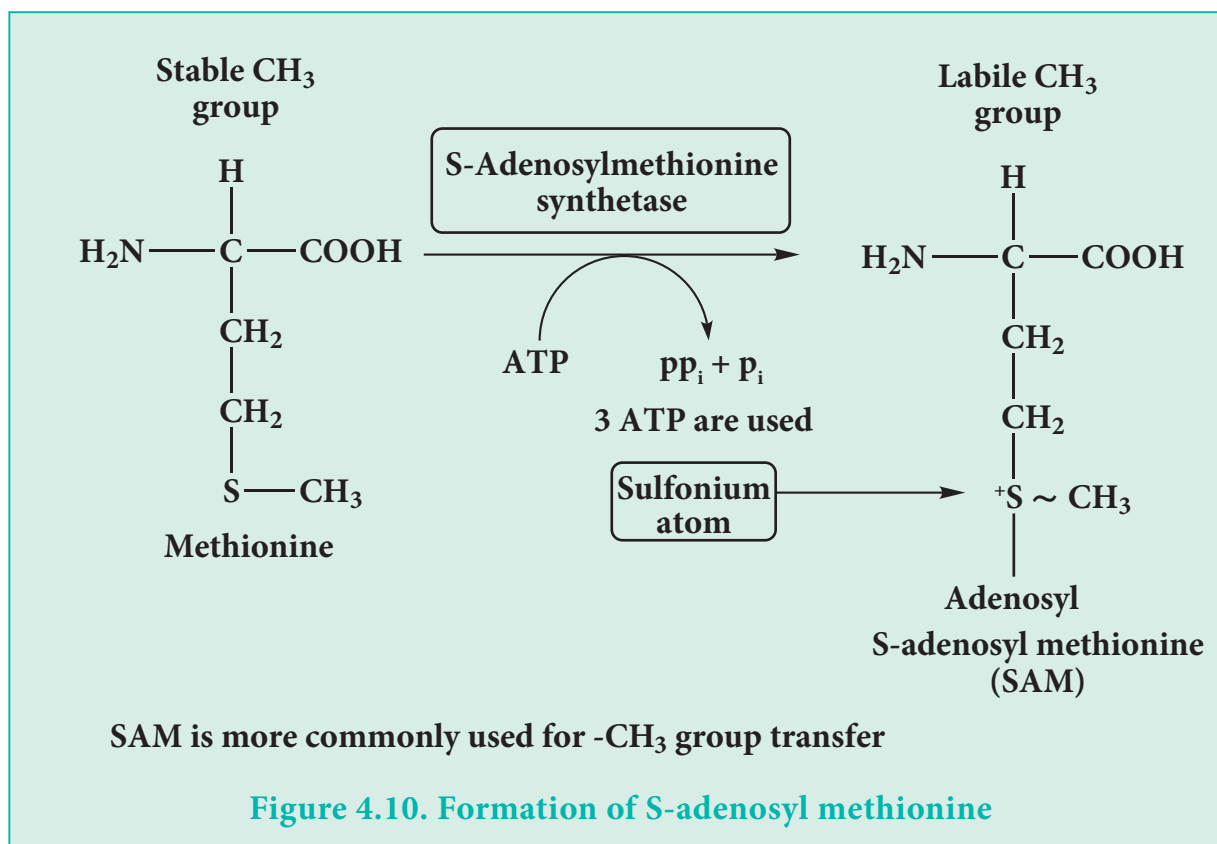 Stable CH₃
group
Labile CH₃
group
S-Adenosylmethionine
synthetase
H
H₂N—C—COOH
CH₂
CH₂
S—CH₃
Methionine
ATP
ppᵢ + pᵢ
3 ATP are used
Sulfonium
atom
H
H₂N—C—COOH
CH₂
CH₂
⁺S ~ CH₃
Adenosyl
S-adenosyl methionine
(SAM)
SAM is more commonly used for -CH₃ group transfer
Figure 4.10. Formation of S-adenosyl methionine